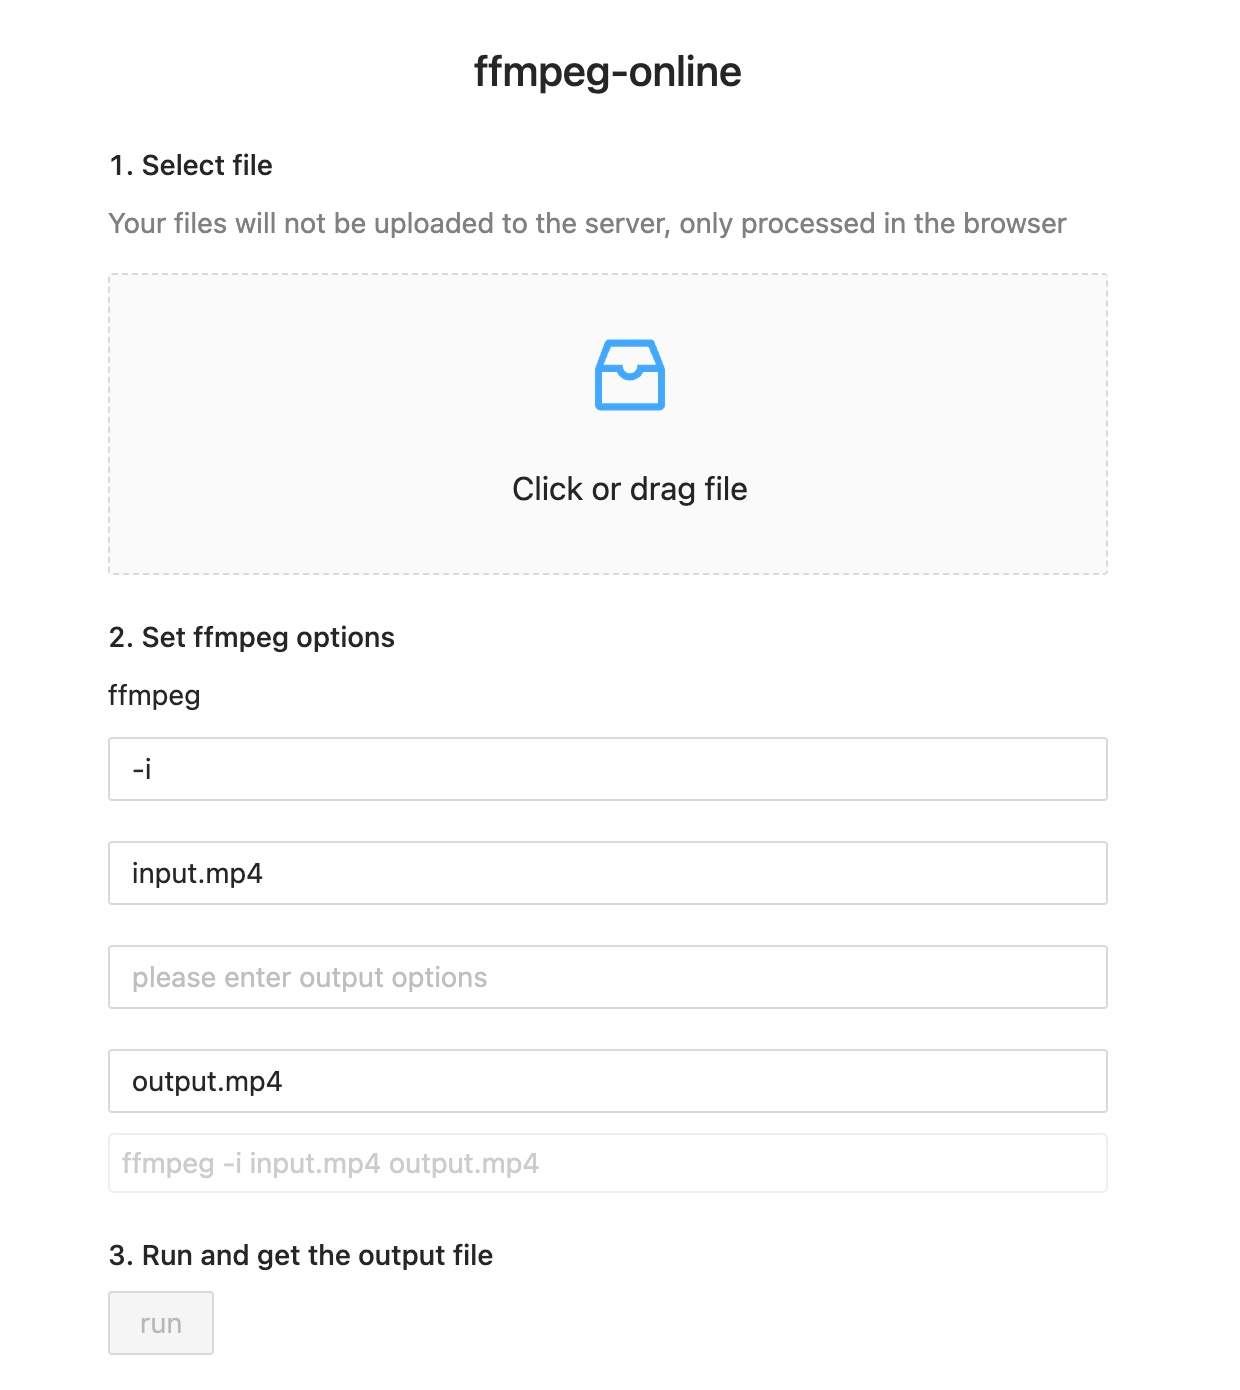 ffmpeg-online
1. Select file
Your files will not be uploaded to the server, only processed in the browser
Click or drag file
2. Set ffmpeg options
ffmpeg
-i
input.mp4
please enter output options
output.mp4
ffmpeg -i input.mp4 output.mp4
3. Run and get the output file
run